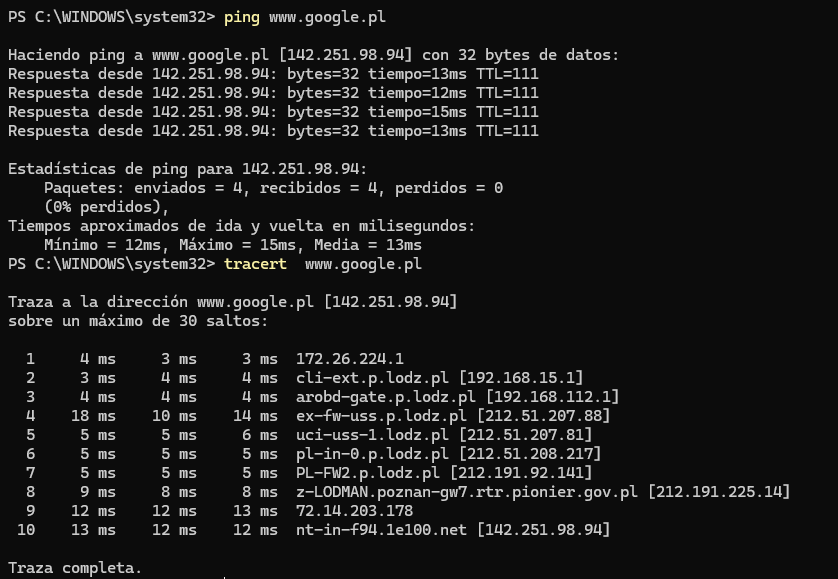 PS C:\WINDOWS\system32> ping www.google.pl
Haciendo ping a www.google.pl [142.251.98.94] con 32 bytes de datos:
Respuesta desde 142.251.98.94: bytes=32 tiempo=13ms TTL=111
Respuesta desde 142.251.98.94: bytes=32 tiempo=12ms TTL=111
Respuesta desde 142.251.98.94: bytes=32 tiempo=15ms TTL=111
Respuesta desde 142.251.98.94: bytes=32 tiempo=13ms TTL=111
Estadísticas de ping para 142.251.98.94:
    Paquetes: enviados = 4, recibidos = 4, perdidos = 0
    (0% perdidos),
Tiempos aproximados de ida y vuelta en milisegundos:
    Mínimo = 12ms, Máximo = 15ms, Media = 13ms
PS C:\WINDOWS\system32> tracert  www.google.pl
Traza a la dirección www.google.pl [142.251.98.94]
sobre un máximo de 30 saltos:
  1     4 ms     3 ms     3 ms  172.26.224.1
  2     3 ms     4 ms     4 ms  cli-ext.p.lodz.pl [192.168.15.1]
  3     4 ms     4 ms     4 ms  arobd-gate.p.lodz.pl [192.168.112.1]
  4    18 ms    10 ms    14 ms  ex-fw-uss.p.lodz.pl [212.51.207.88]
  5     5 ms     5 ms     6 ms  uci-uss-1.lodz.pl [212.51.207.81]
  6     5 ms     5 ms     5 ms  pl-in-0.p.lodz.pl [212.51.208.217]
  7     5 ms     5 ms     5 ms  PL-FW2.p.lodz.pl [212.191.92.141]
  8     9 ms     8 ms     8 ms  z-LODMAN.poznan-gw7.rtr.pionier.gov.pl [212.191.225.14]
  9    12 ms    12 ms    13 ms  72.14.203.178
 10    13 ms    12 ms    12 ms  nt-in-f94.1e100.net [142.251.98.94]
Traza completa.